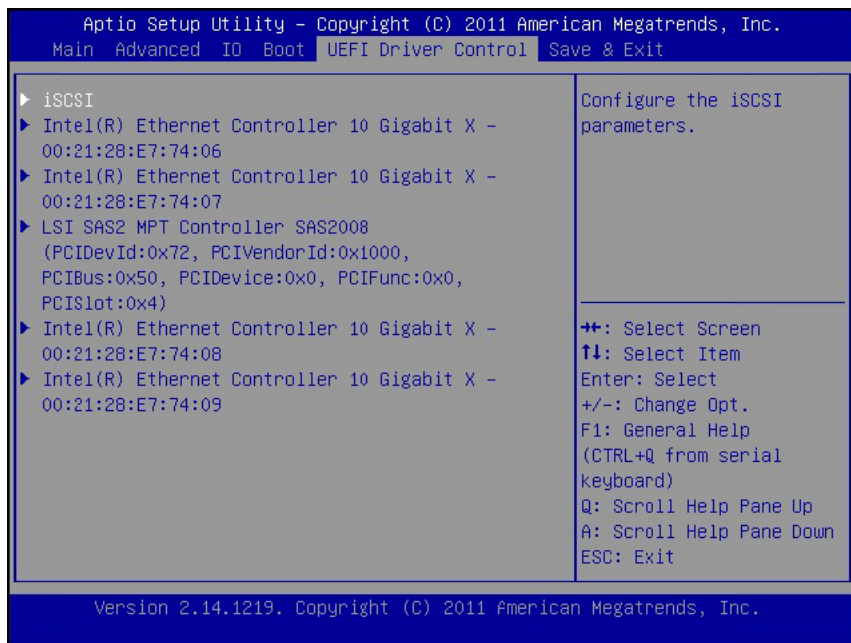 Aptio Setup Utility – Copyright (C) 2011 American Megatrends, Inc.
Main Advanced IO Boot UEFI Driver Control Save & Exit
▶ iSCSI
▶ Intel(R) Ethernet Controller 10 Gigabit X –
00:21:28:E7:74:06
▶ Intel(R) Ethernet Controller 10 Gigabit X –
00:21:28:E7:74:07
▶ LSI SAS2 MPT Controller SAS2008
(PCIDevId:0x72, PCIVendorId:0x1000,
PCIBus:0x50, PCIDevice:0x0, PCIFunc:0x0,
PCISlot:0x4)
▶ Intel(R) Ethernet Controller 10 Gigabit X –
00:21:28:E7:74:08
▶ Intel(R) Ethernet Controller 10 Gigabit X –
00:21:28:E7:74:09
Configure the iSCSI
parameters.
→←: Select Screen
↑↓: Select Item
Enter: Select
+/-: Change Opt.
F1: General Help
(CTRL+Q from serial
keyboard)
Q: Scroll Help Pane Up
A: Scroll Help Pane Down
ESC: Exit
Version 2.14.1219. Copyright (C) 2011 American Megatrends, Inc.